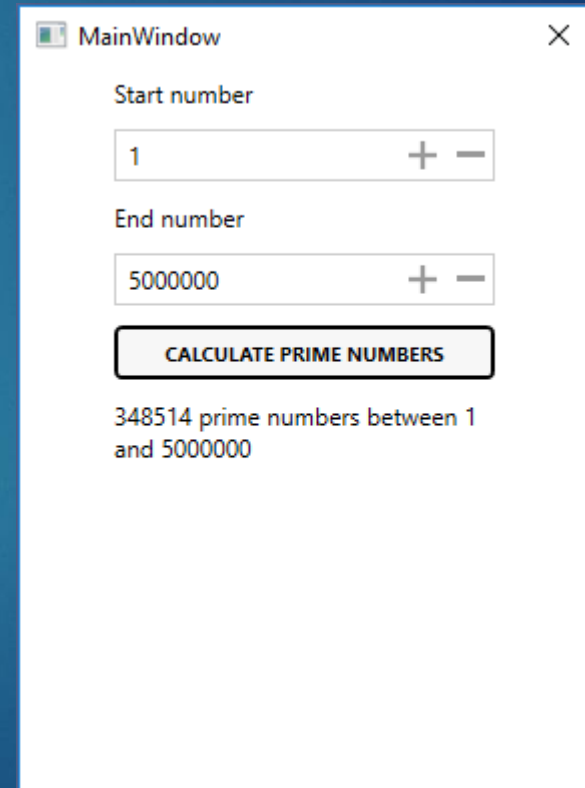 MainWindow
Start number
1
End number
5000000
CALCULATE PRIME NUMBERS
348514 prime numbers between 1
and 5000000